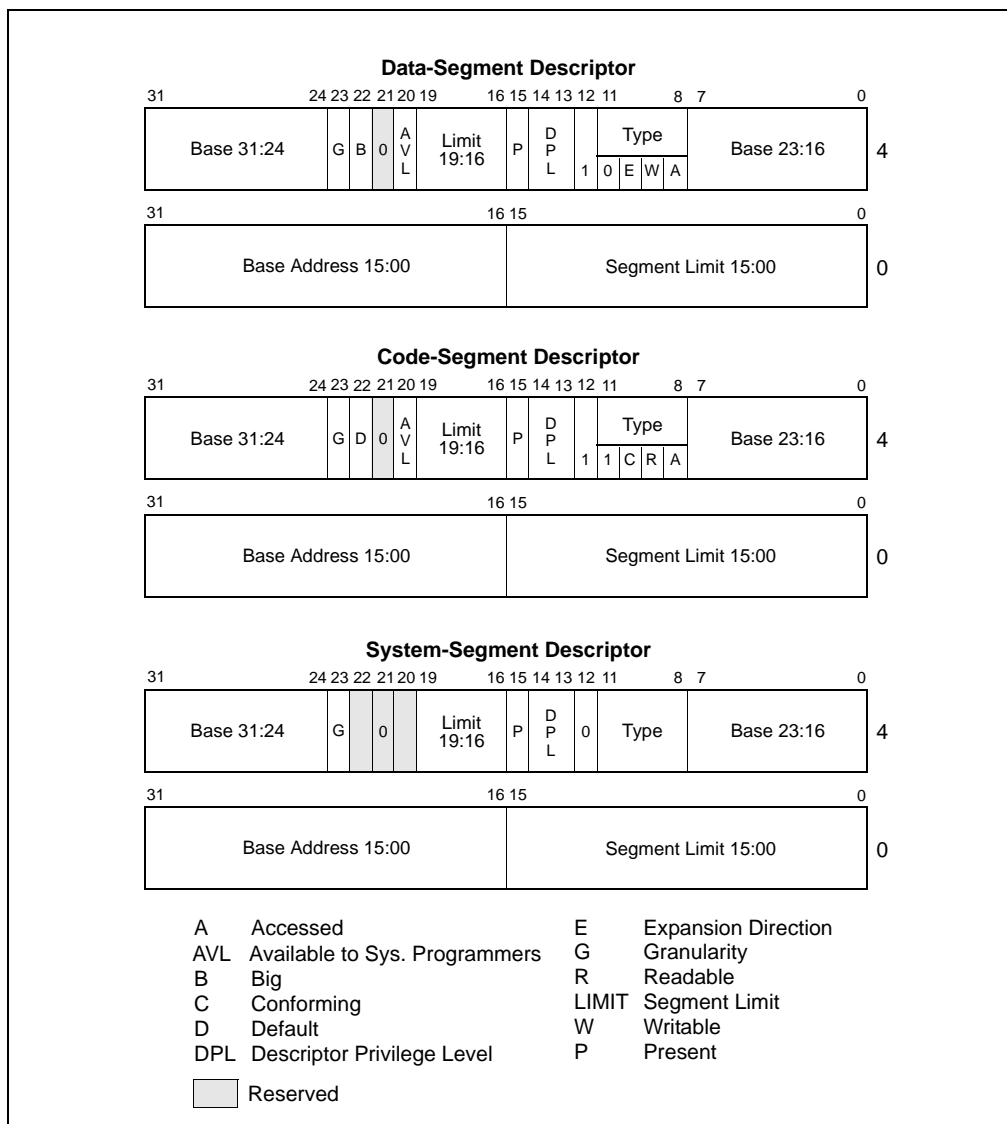 Data-Segment Descriptor
31 24 23 22 21 20 19 16 15 14 13 12 11 8 7 0
Base 31:24 G B 0 AVL Limit 19:16 P DPL 1 Type 0 E W A Base 23:16 4
31 16 15 0
Base Address 15:00 Segment Limit 15:00 0
Code-Segment Descriptor
31 24 23 22 21 20 19 16 15 14 13 12 11 8 7 0
Base 31:24 G D 0 AVL Limit 19:16 P DPL 1 Type 1 C R A Base 23:16 4
31 16 15 0
Base Address 15:00 Segment Limit 15:00 0
System-Segment Descriptor
31 24 23 22 21 20 19 16 15 14 13 12 11 8 7 0
Base 31:24 G 0 Limit 19:16 P DPL 0 Type Base 23:16 4
31 16 15 0
Base Address 15:00 Segment Limit 15:00 0
A Accessed
AVL Available to Sys. Programmers
B Big
C Conforming
D Default
DPL Descriptor Privilege Level
Reserved
E Expansion Direction
G Granularity
R Readable
LIMIT Segment Limit
W Writable
P Present